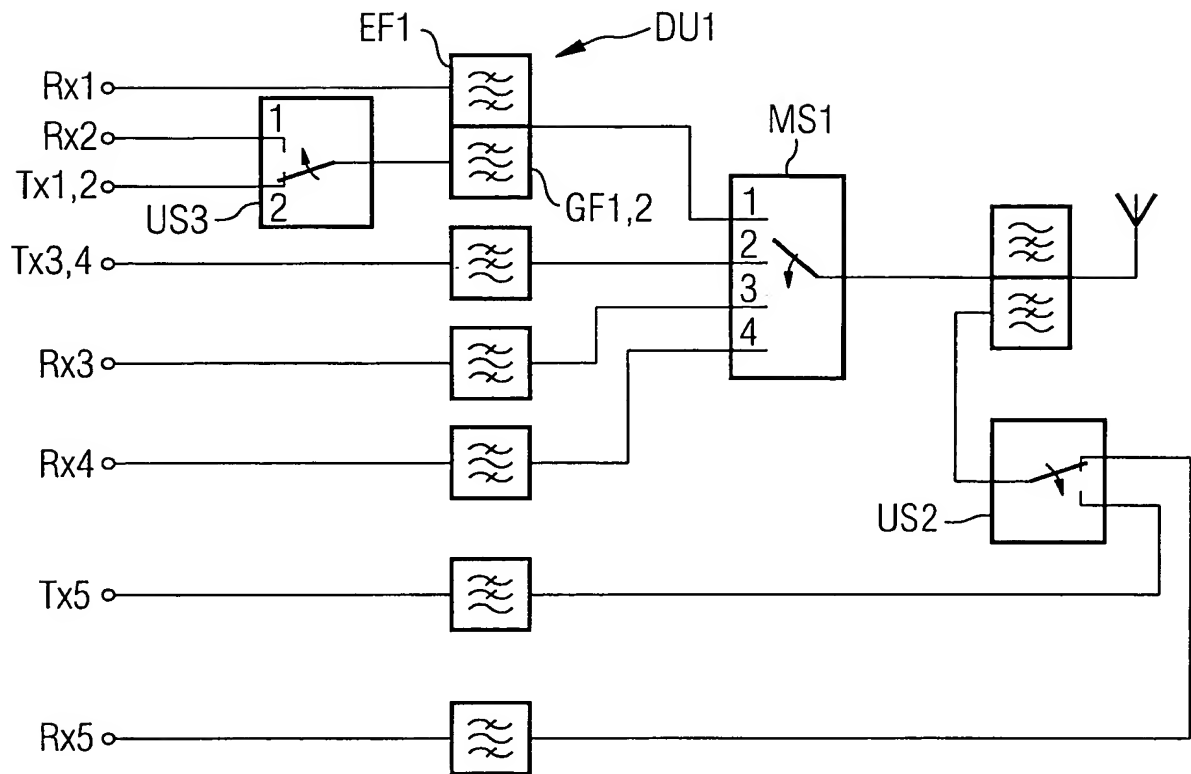 EF1
DU1
Rx1
Rx2
Tx1,2
1
2
US3
GF1,2
MS1
1
2
3
4
Tx3,4
Rx3
Rx4
US2
Tx5
Rx5